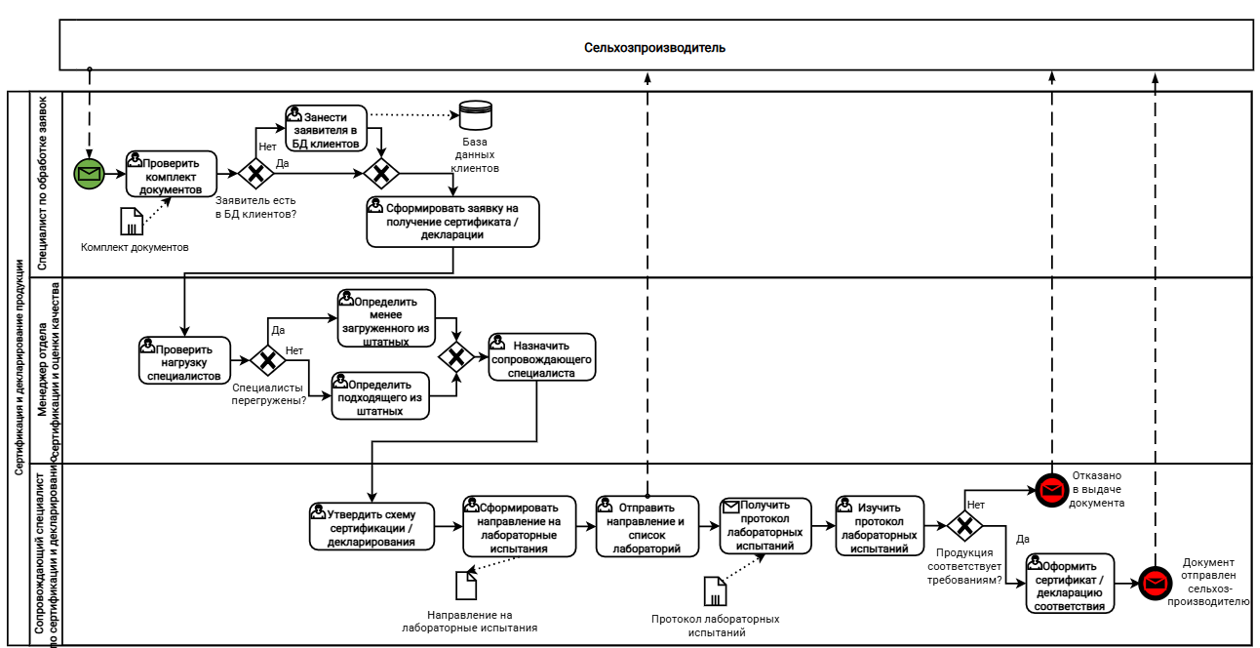 Сельхозпроизводитель
Сертификация и декларирование продукции
Специалист по обработке заявок
Проверить
комплект
документов
Комплект документов
Нет
Да
Заявитель есть
в БД клиентов?
Занести
заявителя в
БД клиентов
База
данных
клиентов
Сформировать заявку на
получение сертификата /
декларации
Менеджер отдела
сертификации и оценки качества
Проверить
нагрузку
специалистов
Да
Нет
Специалисты
перегружены?
Определить
менее
загруженного из
штатных
Определить
подходящего из
штатных
Назначить
сопровождающего
специалиста
Сопровождающий специалист
по сертификации и декларированию
Утвердить схему
сертификации /
декларирования
Сформировать
направление на
лабораторные
испытания
Направление на
лабораторные испытания
Отправить
направление и
список
лабораторий
Получить
протокол
лабораторных
испытаний
Протокол лабораторных
испытаний
Изучить
протокол
лабораторных
испытаний
Нет
Да
Продукция
соответствует
требованиям?
Отказано
в выдаче
документа
Оформить
сертификат /
декларацию
соответствия
Документ
отправлен
сельхоз-
производителю